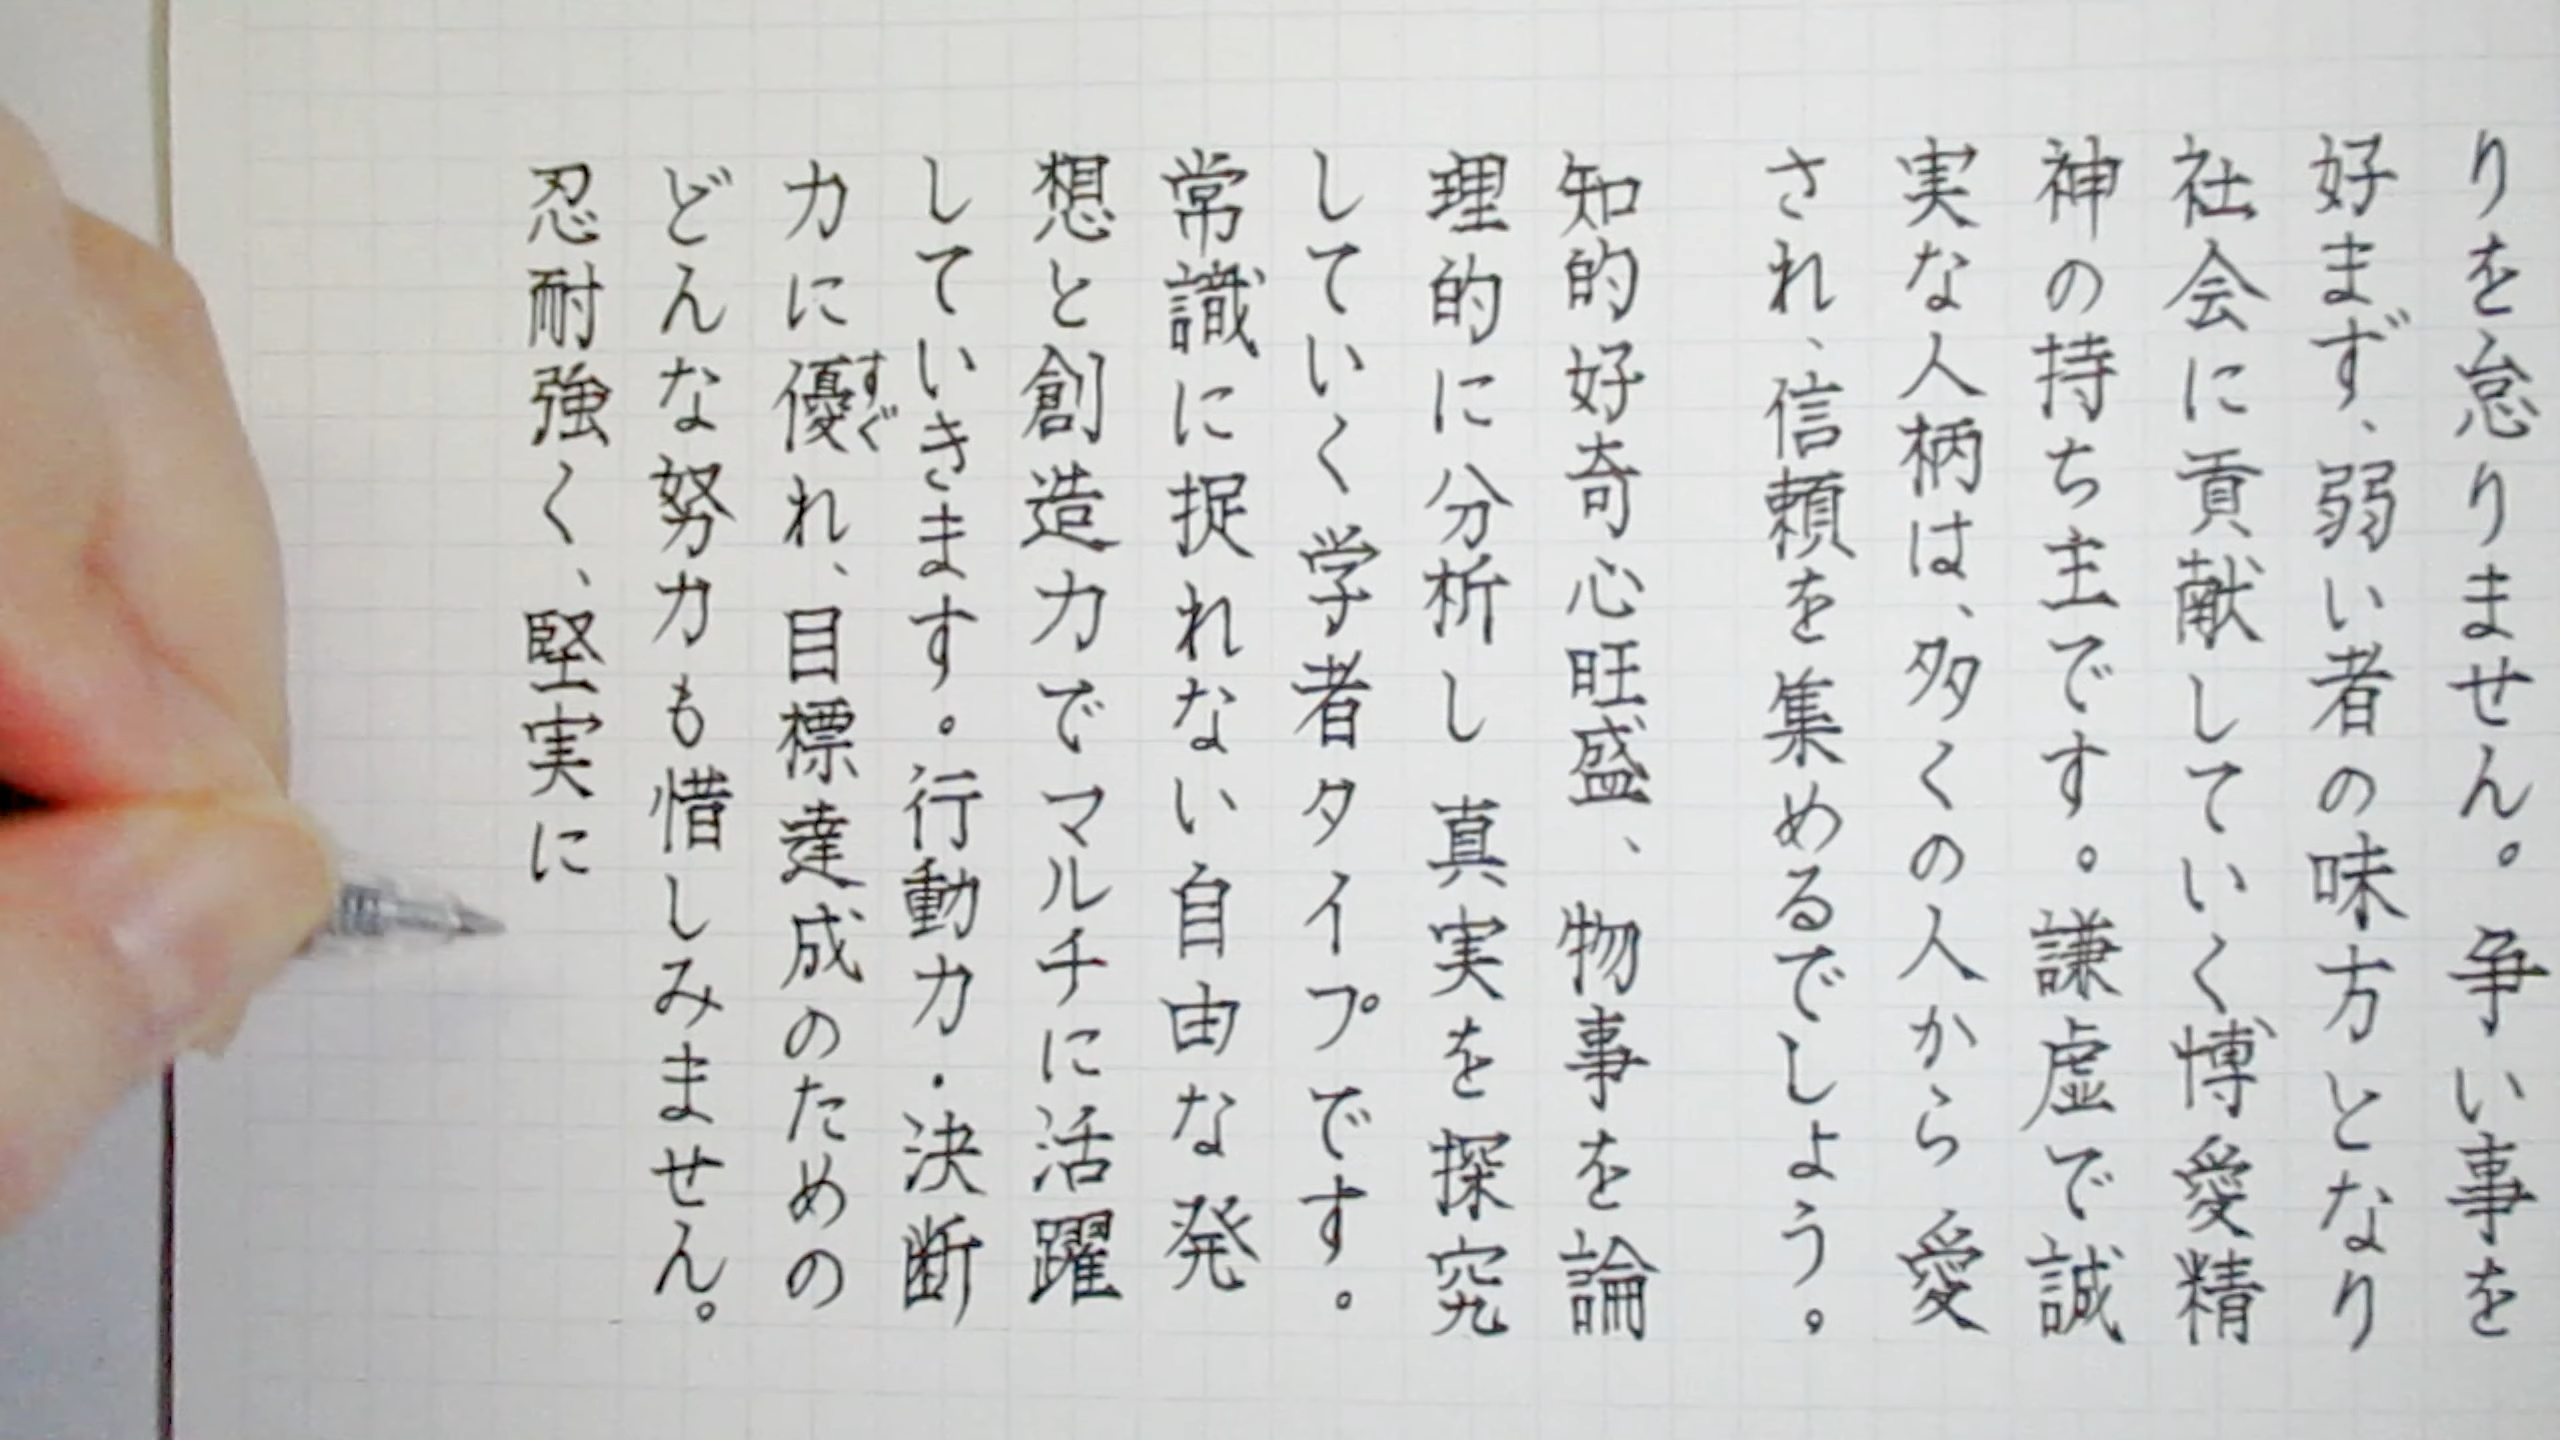 りを怠りません。争い事を
好まず、弱い者の味方となり
社会に貢献していく博愛精
神の持ち主です。謙虚で誠
実な人柄は、多くの人から愛
され、信頼を集めるでしょう。
知的好奇心旺盛、物事を論
理的に分析し真実を探究
していく学者タイプです。
常識に捉れない自由な発
想と創造力でマルチに活躍
していきます。行動力・決断
力に優れ、目標達成のための
すぐ
どんな努力も惜しみません。
忍耐強く、堅実に